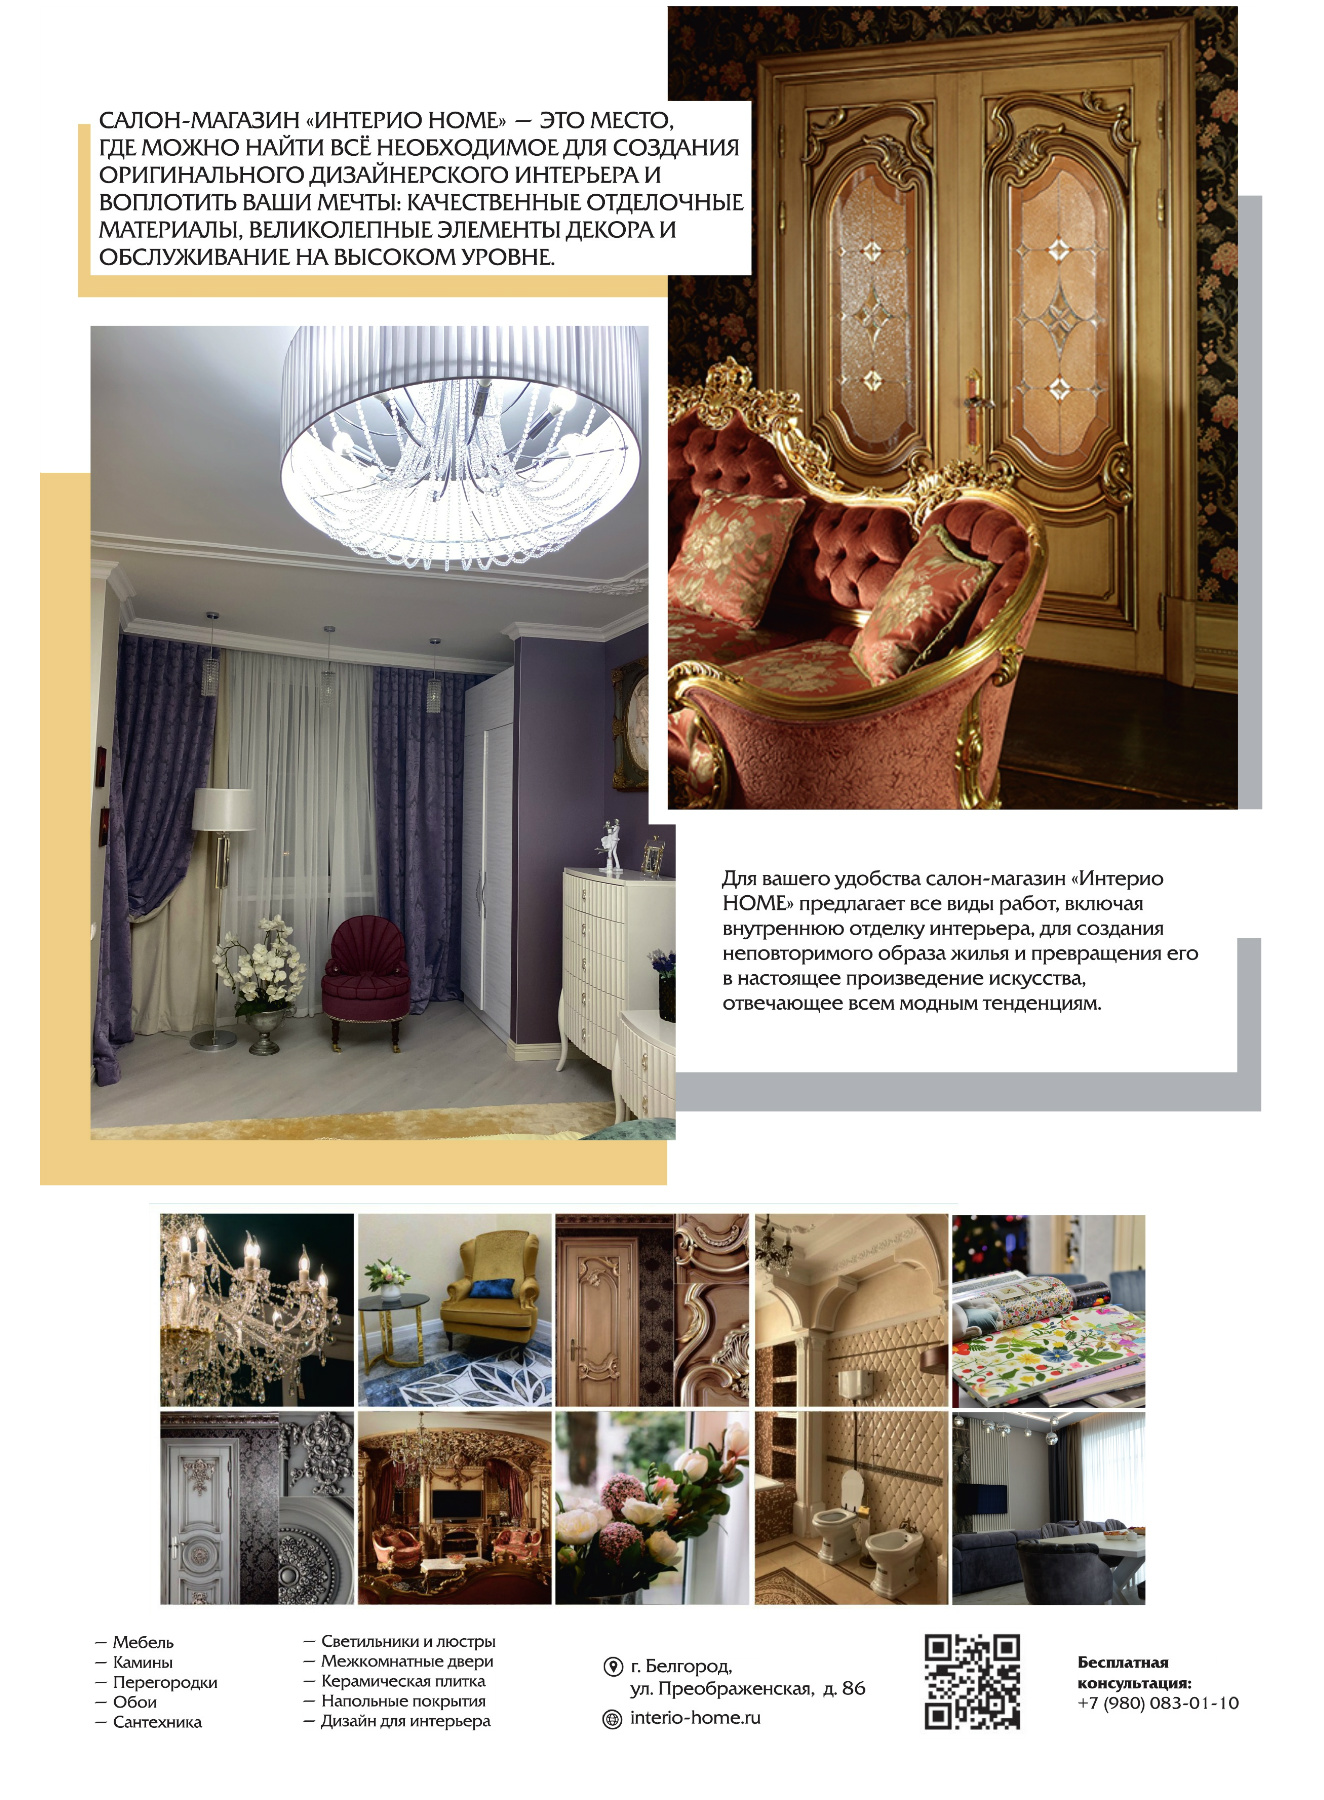 САЛОН-МАГАЗИН «ИНТЕРИО HOME» — ЭТО МЕСТО,
ГДЕ МОЖНО НАЙТИ ВСЁ НЕОБХОДИМОЕ ДЛЯ СОЗДАНИЯ
ОРИГИНАЛЬНОГО ДИЗАЙНЕРСКОГО ИНТЕРЬЕРА И
ВОПЛОТИТЬ ВАШИ МЕЧТЫ: КАЧЕСТВЕННЫЕ ОТДЕЛОЧНЫЕ
МАТЕРИАЛЫ, ВЕЛИКОЛЕПНЫЕ ЭЛЕМЕНТЫ ДЕКОРА И
ОБСЛУЖИВАНИЕ НА ВЫСОКОМ УРОВНЕ.
Для вашего удобства салон-магазин «Интерио
HOME» предлагает все виды работ, включая
внутреннюю отделку интерьера, для создания
неповторимого образа жилья и превращения его
в настоящее произведение искусства,
отвечающее всем модным тенденциям.
— Мебель
— Камины
— Перегородки
— Обои
— Сантехника
— Светильники и люстры
— Межкомнатные двери
— Керамическая плитка
— Напольные покрытия
— Дизайн для интерьера
г. Белгород,
ул. Преображенская, д. 86
interio-home.ru
Бесплатная
консультация:
+7 (980) 083-01-10